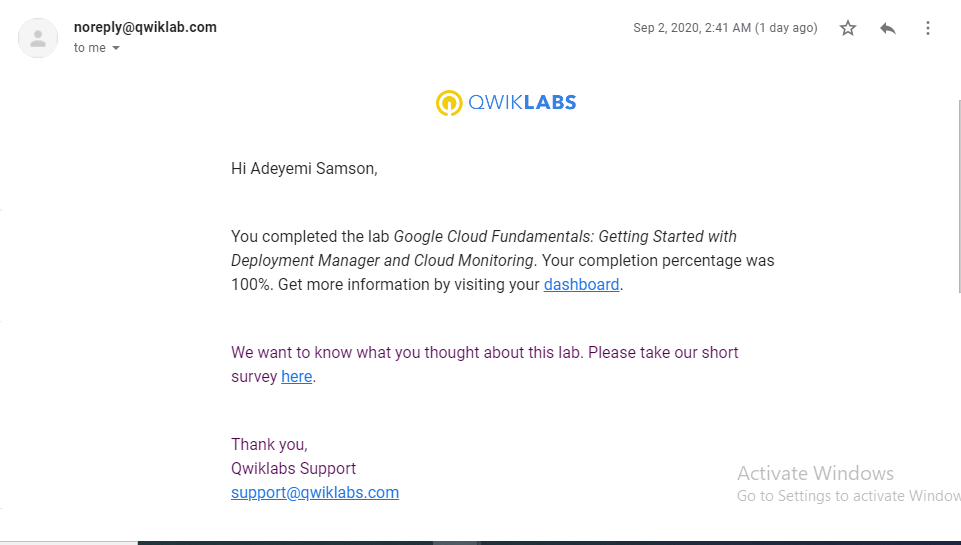 noreply@qwiklab.com
Sep 2, 2020, 2:41 AM (1 day ago)
to me
QWIKLABS
Hi Adeyemi Samson,
You completed the lab Google Cloud Fundamentals: Getting Started with
Deployment Manager and Cloud Monitoring. Your completion percentage was
100%. Get more information by visiting your dashboard.
We want to know what you thought about this lab. Please take our short
survey here.
Thank you,
Qwiklabs Support
support@qwiklabs.com
Activate Windows
Go to Settings to activate Window